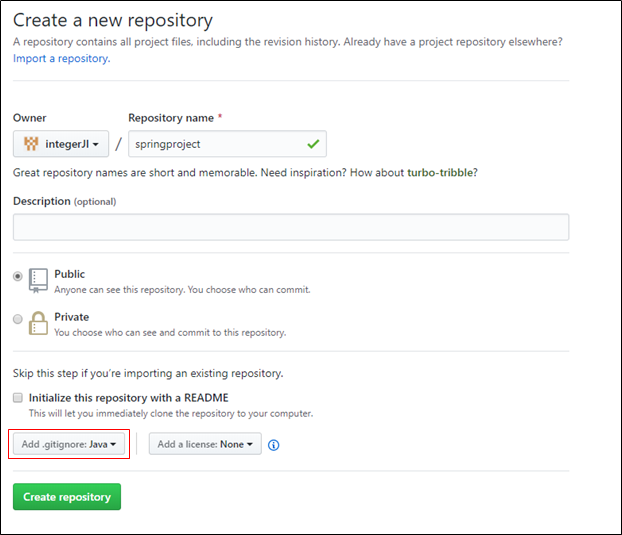 Create a new repository
A repository contains all project files, including the revision history. Already have a project repository elsewhere?
Import a repository.
Owner Repository name *
integerJI / springproject
Great repository names are short and memorable. Need inspiration? How about turbo-tribble?
Description (optional)
Public
Anyone can see this repository. You choose who can commit.
Private
You choose who can see and commit to this repository.
Skip this step if you're importing an existing repository.
Initialize this repository with a README
This will let you immediately clone the repository to your computer.
Add .gitignore: Java Add a license: None
Create repository